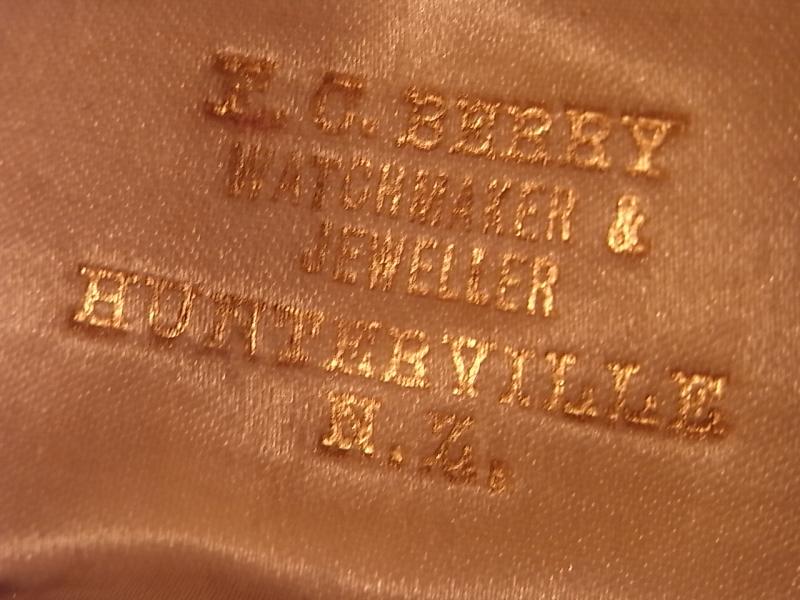 E. C. BERRY
WATCHMAKER &
JEWELLER
HUNTERVILLE
N.Z.